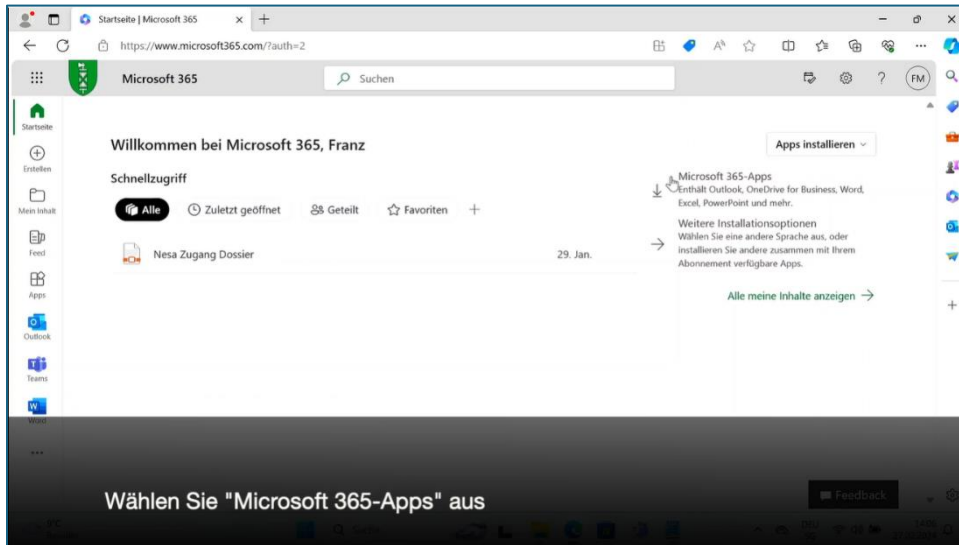 Startseite | Microsoft 365
https://www.microsoft365.com/?auth=2
Microsoft 365
Suchen
FM
Startseite
Erstellen
Mein Inhalt
Feed
Apps
Outlook
Teams
Word
Willkommen bei Microsoft 365, Franz
Apps installieren
Schnellzugriff
Alle
Zuletzt geöffnet
Geteilt
Favoriten
Nesa Zugang Dossier
29. Jan.
Microsoft 365-Apps
Enthält Outlook, OneDrive for Business, Word,
Excel, PowerPoint und mehr.
Weitere Installationsoptionen
Wählen Sie eine andere Sprache aus, oder
installieren Sie andere zusammen mit Ihrem
Abonnement verfügbare Apps.
Alle meine Inhalte anzeigen
Wählen Sie "Microsoft 365-Apps" aus
Feedback
9°C
DEU
14:06